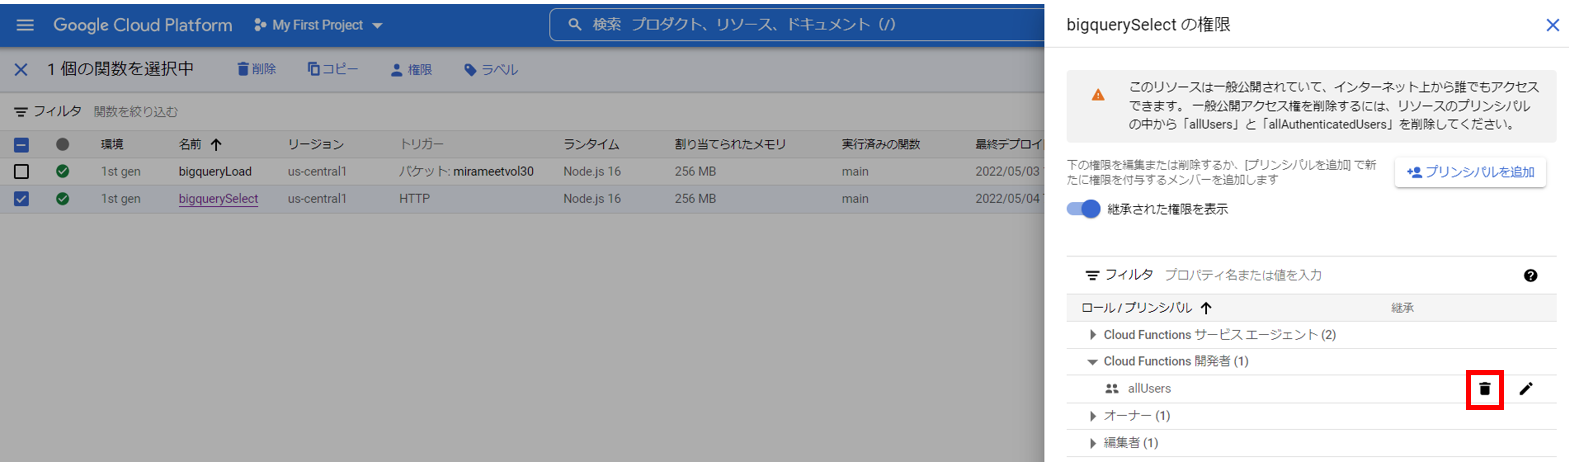 Google Cloud Platform My First Project 検索 プロダクト、リソース、ドキュメント (/)
1 個の関数を選択中 削除 コピー 権限 ラベル
フィルタ 関数を絞り込む
環境 名前 リージョン トリガー ランタイム 割り当てられたメモリ 実行済みの関数 最終デプロイ
1st gen bigqueryLoad us-central1 バケット: mirameetvol30 Node.js 16 256 MB main 2022/05/03
1st gen bigquerySelect us-central1 HTTP Node.js 16 256 MB main 2022/05/04
bigquerySelect の権限
このリソースは一般公開されていて、インターネット上から誰でもアクセス
できます。 一般公開アクセス権を削除するには、リソースのプリンシパル
の中から「allUsers」と「allAuthenticatedUsers」を削除してください。
下の権限を編集または削除するか、[プリンシパルを追加] で新
たに権限を付与するメンバーを追加します
プリンシパルを追加
継承された権限を表示
フィルタ プロパティ名または値を入力
ロール / プリンシパル 継承
Cloud Functions サービス エージェント (2)
Cloud Functions 開発者 (1)
allUsers
オーナー (1)
編集者 (1)